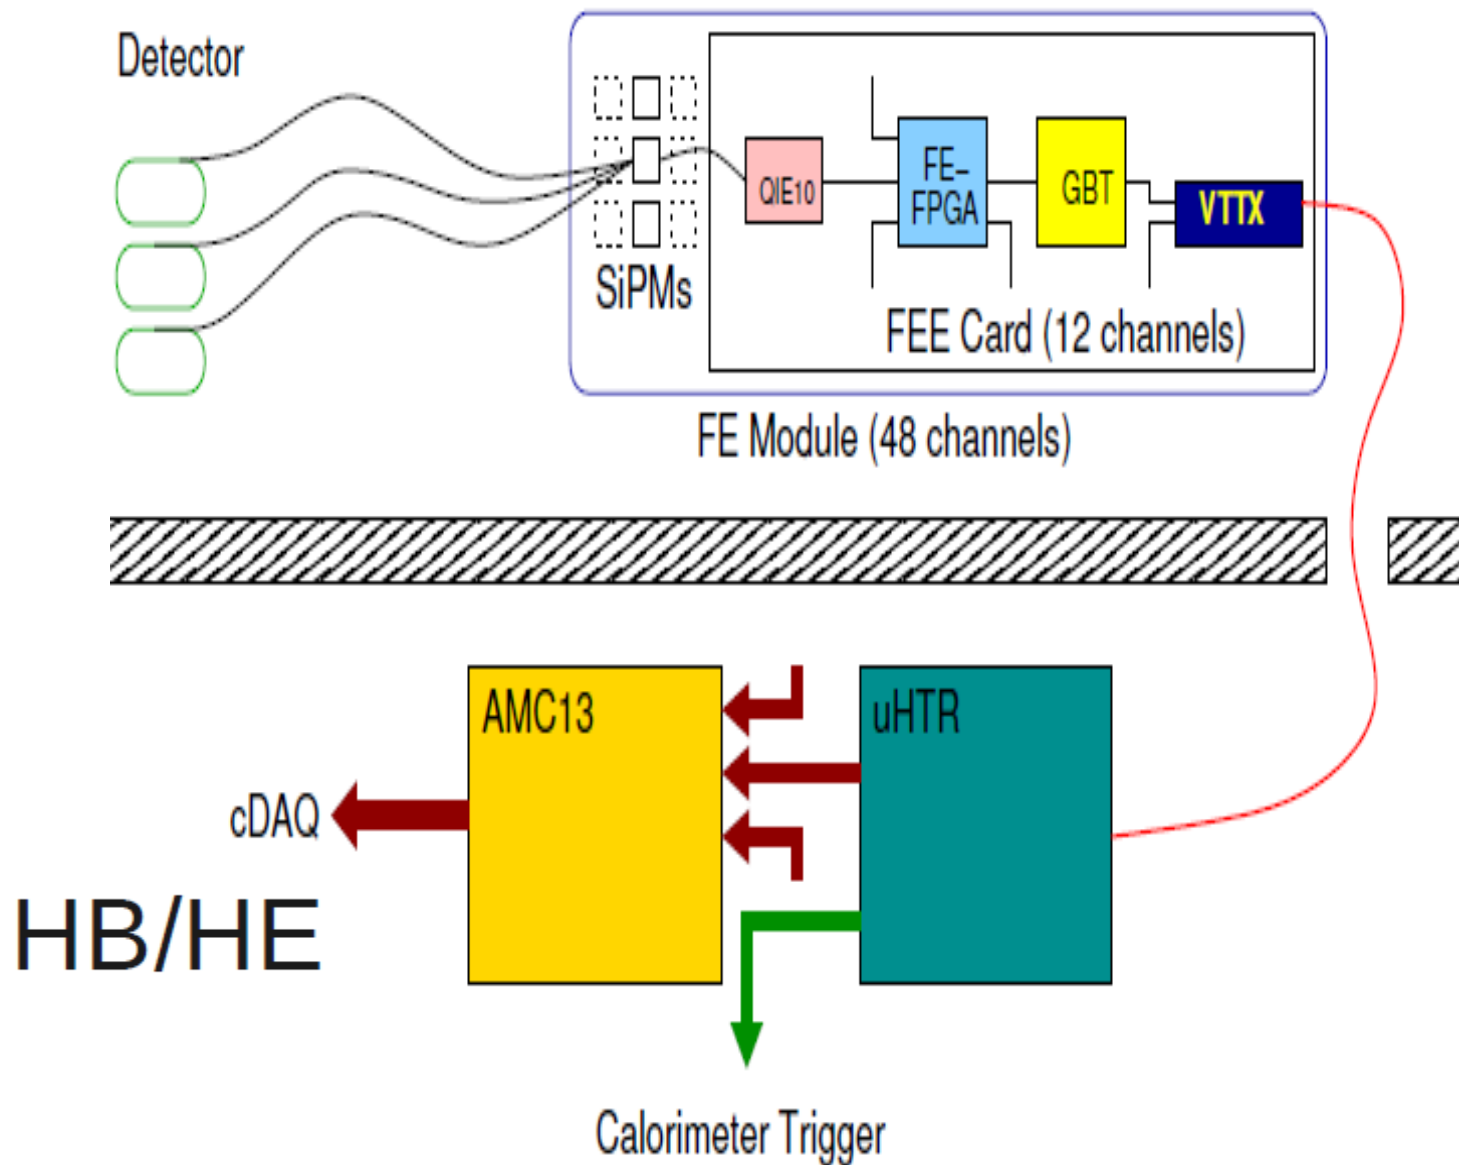 Detector
QIE10
FE-
FPGA
GBT
VTTX
SiPMs
FEE Card (12 channels)
FE Module (48 channels)
AMC13
uHTR
cDAQ
HB/HE
Calorimeter Trigger